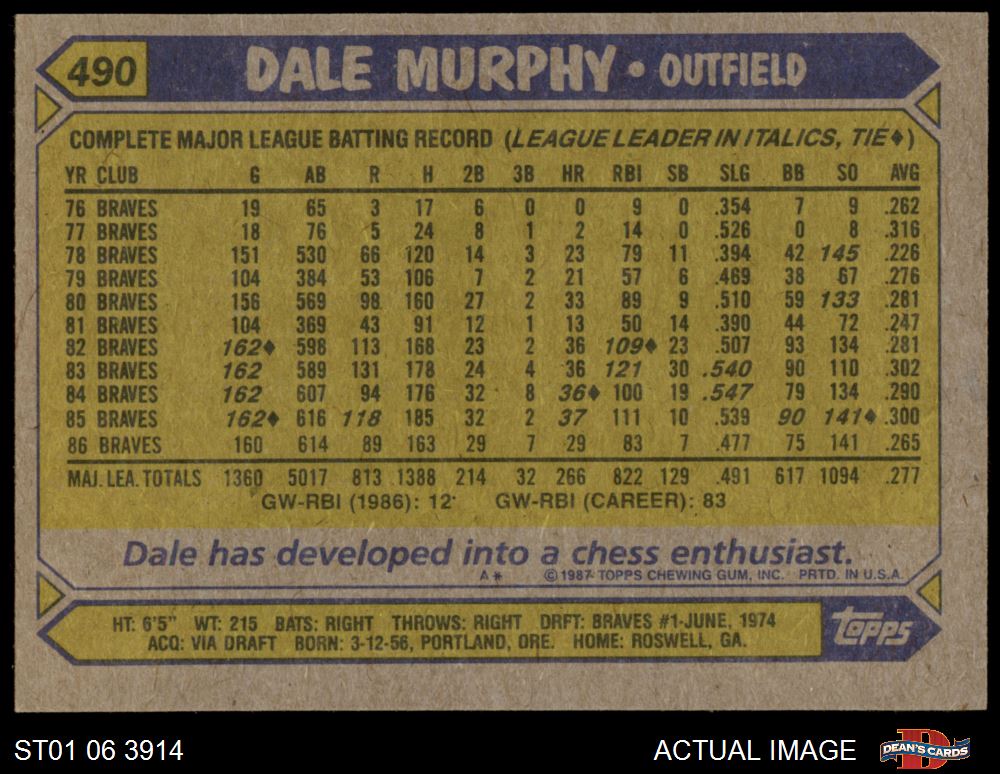 490 DALE MURPHY • OUTFIELD
COMPLETE MAJOR LEAGUE BATTING RECORD (LEAGUE LEADER IN ITALICS, TIE♦)
YR CLUB G AB R H 2B 3B HR RBI SB SLG BB SO AVG
76 BRAVES 19 65 3 17 6 0 0 9 0 .354 7 9 .262
77 BRAVES 18 76 5 24 8 1 2 14 0 .526 0 8 .316
78 BRAVES 151 530 66 120 14 3 23 79 11 .394 42 145 .226
79 BRAVES 104 384 53 106 7 2 21 57 6 .469 38 67 .276
80 BRAVES 156 569 98 160 27 2 33 89 9 .510 59 133 .281
81 BRAVES 104 369 43 91 12 1 13 50 14 .390 44 72 .247
82 BRAVES 162♦ 598 113 168 23 2 36 109♦ 23 .507 93 134 .281
83 BRAVES 162 589 131 178 24 4 36 121 30 .540 90 110 .302
84 BRAVES 162 607 94 176 32 8 36♦ 100 19 .547 79 134 .290
85 BRAVES 162♦ 616 118 185 32 2 37 111 10 .539 90 141♦ .300
86 BRAVES 160 614 89 163 29 7 29 83 7 .477 75 141 .265
MAJ. LEA. TOTALS 1360 5017 813 1388 214 32 266 822 129 .491 617 1094 .277
GW-RBI (1986): 12 GW-RBI (CAREER): 83
Dale has developed into a chess enthusiast.
A* ©1987 TOPPS CHEWING GUM, INC. PRTD. IN U.S.A.
HT: 6'5" WT: 215 BATS: RIGHT THROWS: RIGHT DRFT: BRAVES #1-JUNE, 1974
ACQ: VIA DRAFT BORN: 3-12-56, PORTLAND, ORE. HOME: ROSWELL, GA.
topps
ST01 06 3914 ACTUAL IMAGE DEAN'S CARDS